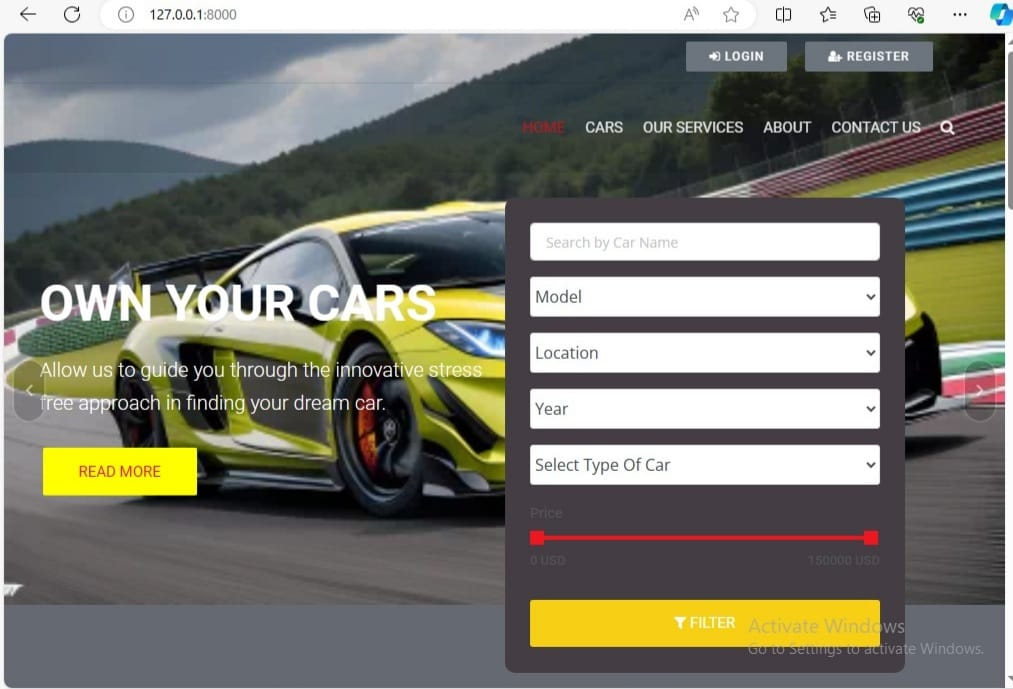 127.0.0.1:8000
LOGIN
REGISTER
HOME CARS OUR SERVICES ABOUT CONTACT US
Search by Car Name
Model
OWN YOUR CARS
Location
Allow us to guide you through the innovative stress
free approach in finding your dream car.
Year
READ MORE
Select Type Of Car
Price
0 USD 150000 USD
FILTER
Activate Windows
Go to Settings to activate Windows.